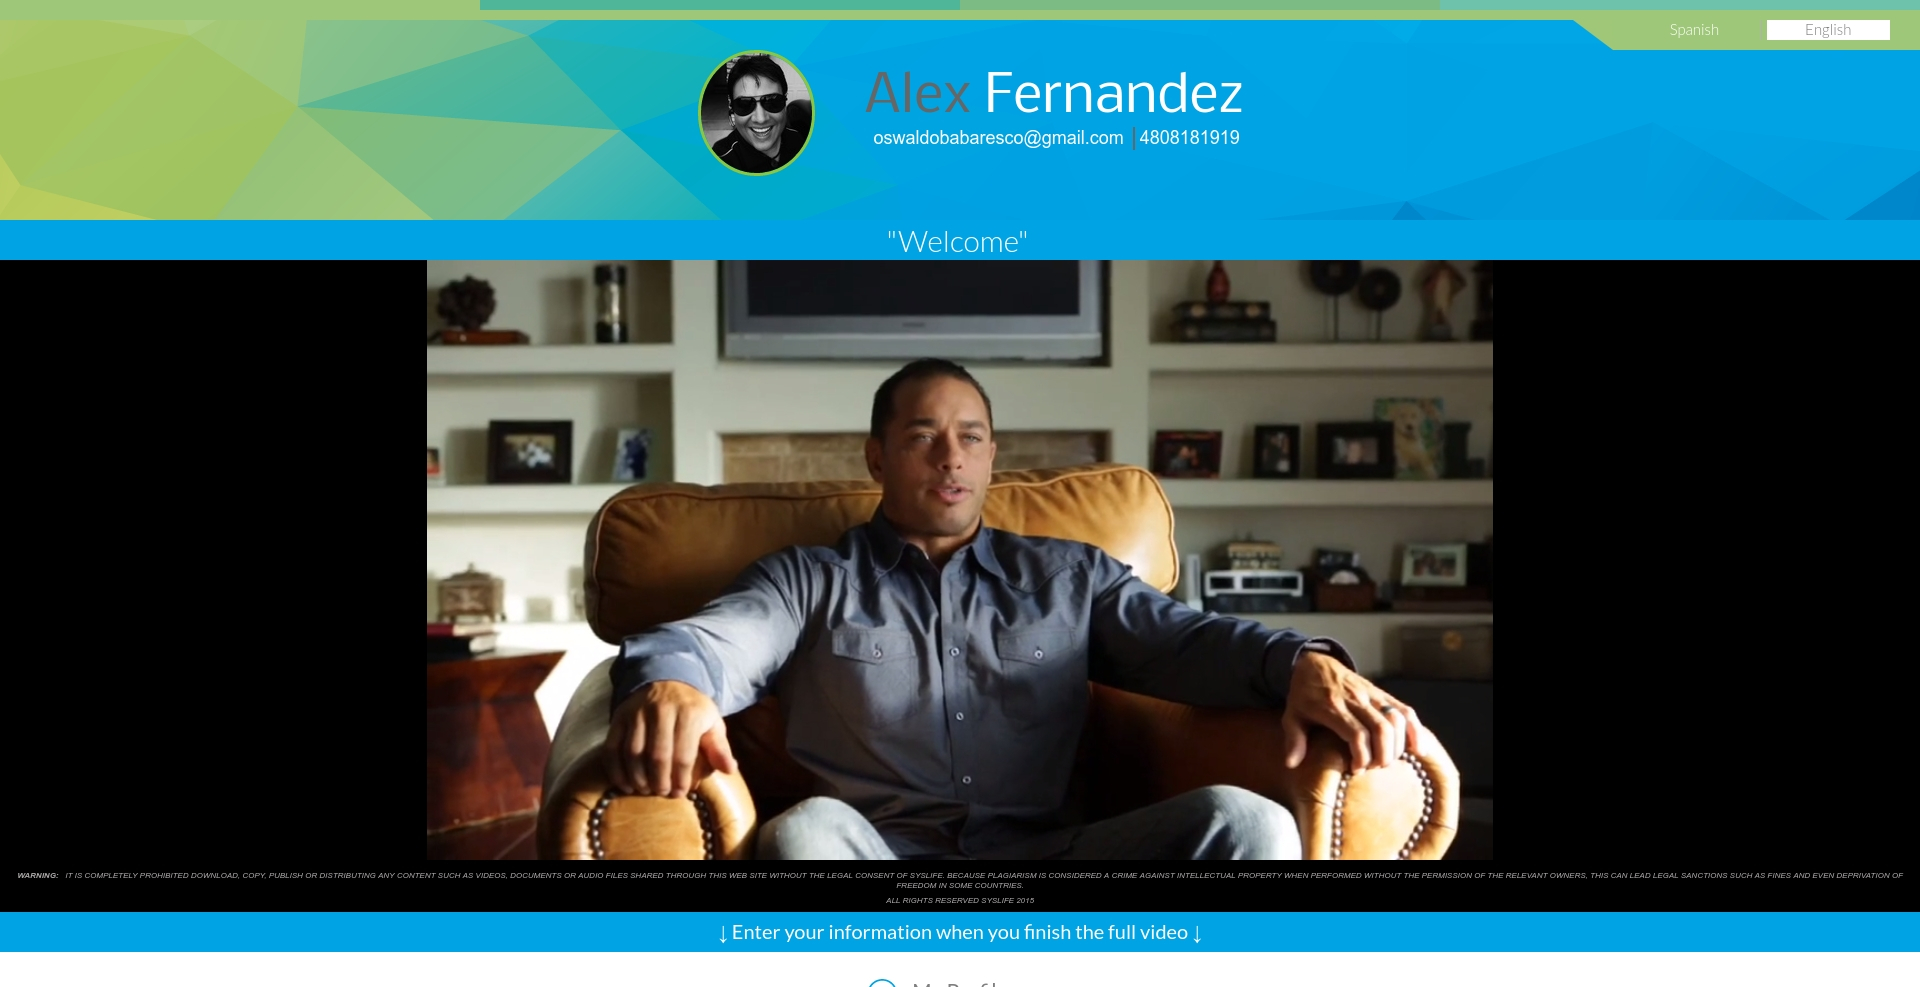 Spanish
English
Alex Fernandez
oswaldobabaresco@gmail.com | 4808181919
"Welcome"
WARNING: IT IS COMPLETELY PROHIBITED DOWNLOAD, COPY, PUBLISH OR DISTRIBUTING ANY CONTENT SUCH AS VIDEOS, DOCUMENTS OR AUDIO FILES SHARED THROUGH THIS WEB SITE WITHOUT THE LEGAL CONSENT OF SYSLIFE. BECAUSE PLAGIARISM IS CONSIDERED A CRIME AGAINST INTELLECTUAL PROPERTY WHEN PERFORMED WITHOUT THE PERMISSION OF THE RELEVANT OWNERS, THIS CAN LEAD LEGAL SANCTIONS SUCH AS FINES AND EVEN DEPRIVATION OF
FREEDOM IN SOME COUNTRIES.
ALL RIGHTS RESERVED SYSLIFE 2015
↓ Enter your information when you finish the full video ↓